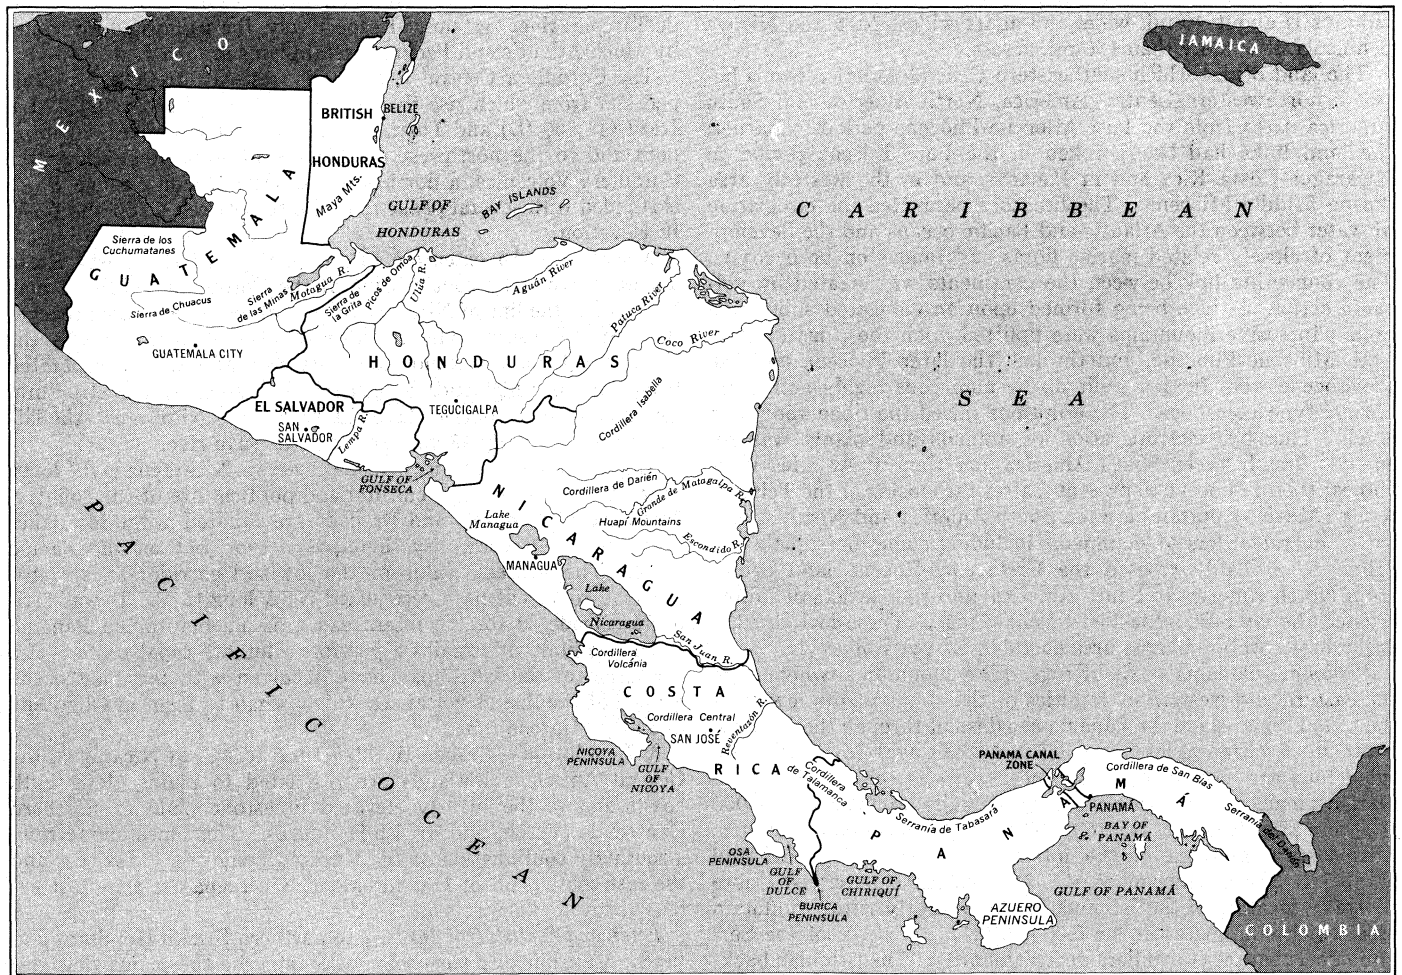 MEXICO
JAMAICA
BRITISH
HONDURAS
BELIZE
Maya Mts.
GULF OF
HONDURAS
BAY ISLANDS
CARIBBEAN
SEA
GUATEMALA
Sierra de los
Cuchumatanes
Sierra de Chuacus
Sierra
de las Minas
Motagua R.
Sierra de
la Grita
Picos de Omoa
Ulúa R.
Aguán River
Patuca River
Coco River
GUATEMALA CITY
HONDURAS
TEGUCIGALPA
EL SALVADOR
SAN
SALVADOR
Lempa R.
GULF OF
FONSECA
Cordillera Isabella
NICARAGUA
Cordillera de Darién
Grande de Matagalpa R.
Huapí Mountains
Escondido R.
Lake
Managua
MANAGUA
Lake
Nicaragua
San Juan R.
PACIFIC OCEAN
Cordillera
Volcánia
COSTA
RICA
Cordillera Central
SAN JOSÉ
Reventazón R.
NICOYA
PENINSULA
GULF
OF
NICOYA
Cordillera
de Talamanca
OSA
PENINSULA
GULF
OF
DULCE
BURICA
PENINSULA
GULF OF
CHIRIQUÍ
PANAMÁ
Serranía de Tabasará
PANAMA CANAL
ZONE
PANAMÁ
BAY OF
PANAMÁ
Cordillera de San Blas
Serranía del Darién
GULF OF PANAMÁ
AZUERO
PENINSULA
COLOMBIA